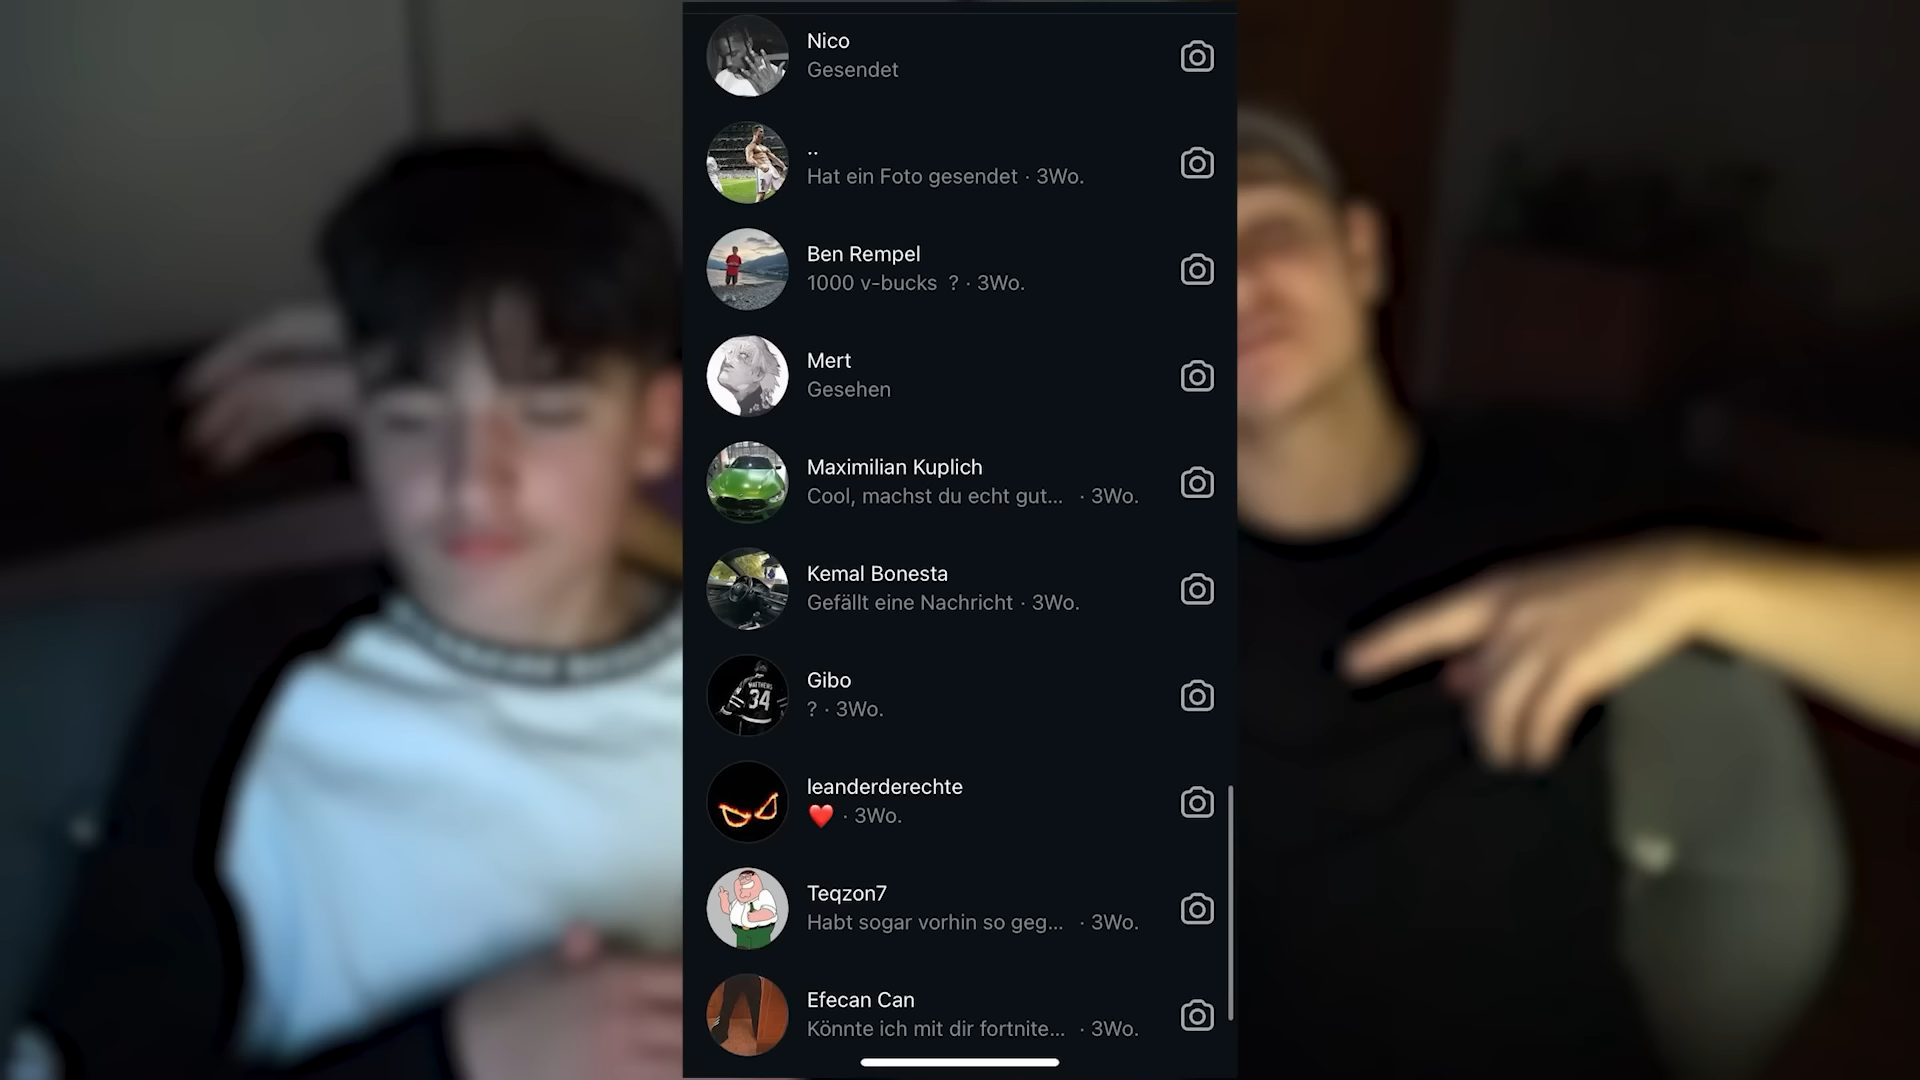 Nico
Gesendet
..
Hat ein Foto gesendet · 3Wo.
Ben Rempel
1000 v-bucks ? · 3Wo.
Mert
Gesehen
Maximilian Kuplich
Cool, machst du echt gut... · 3Wo.
Kemal Bonesta
Gefällt eine Nachricht · 3Wo.
MATTHEWS
34
Gibo
? · 3Wo.
leanderderechte
❤️ · 3Wo.
Teqzon7
Habt sogar vorhin so geg... · 3Wo.
Efecan Can
Könnte ich mit dir fortnite... · 3Wo.